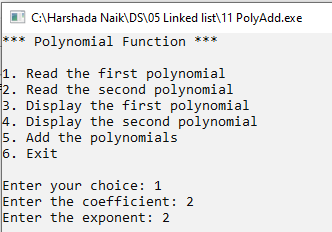 C:\Harshada Naik\DS\05 Linked list\11 PolyAdd.exe
*** Polynomial Function ***
1. Read the first polynomial
2. Read the second polynomial
3. Display the first polynomial
4. Display the second polynomial
5. Add the polynomials
6. Exit
Enter your choice: 1
Enter the coefficient: 2
Enter the exponent: 2